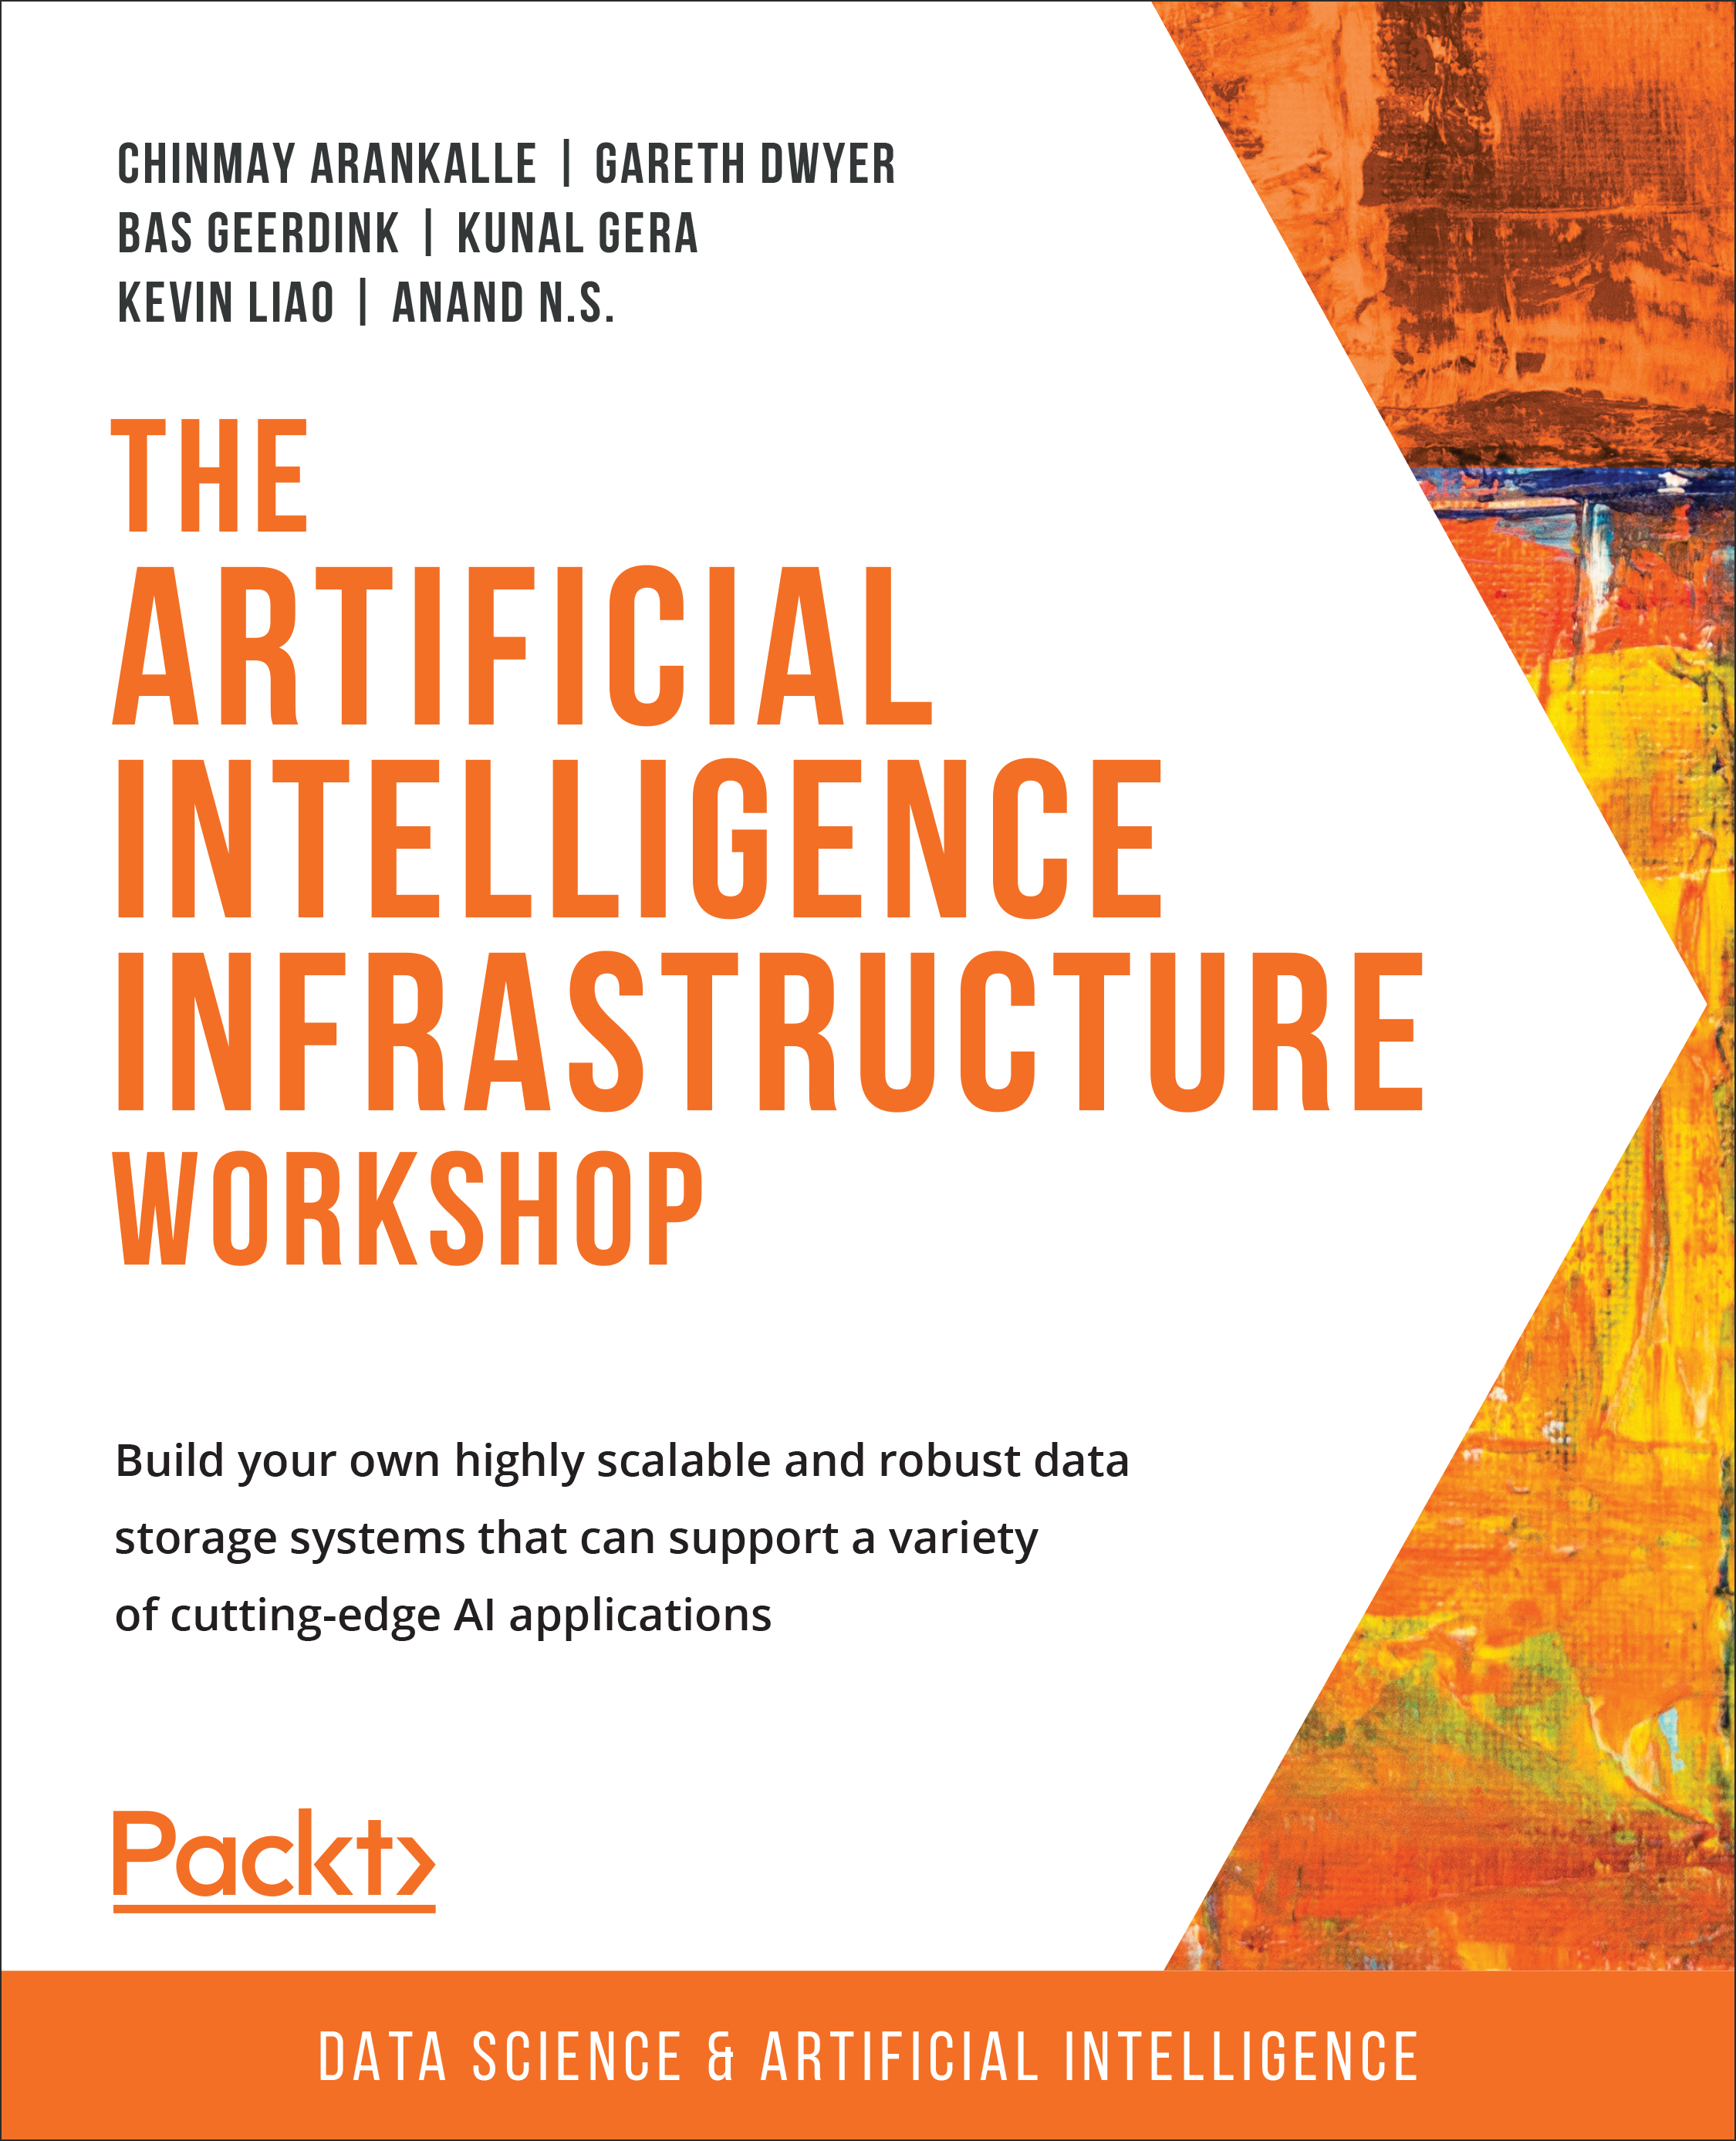 CHINMAY ARANKALLE | GARETH DWYER
BAS GEERDINK | KUNAL GERA
KEVIN LIAO | ANAND N.S.
THE
ARTIFICIAL
INTELLIGENCE
INFRASTRUCTURE
WORKSHOP
Build your own highly scalable and robust data
storage systems that can support a variety
of cutting-edge AI applications
Packt>
DATA SCIENCE & ARTIFICIAL INTELLIGENCE